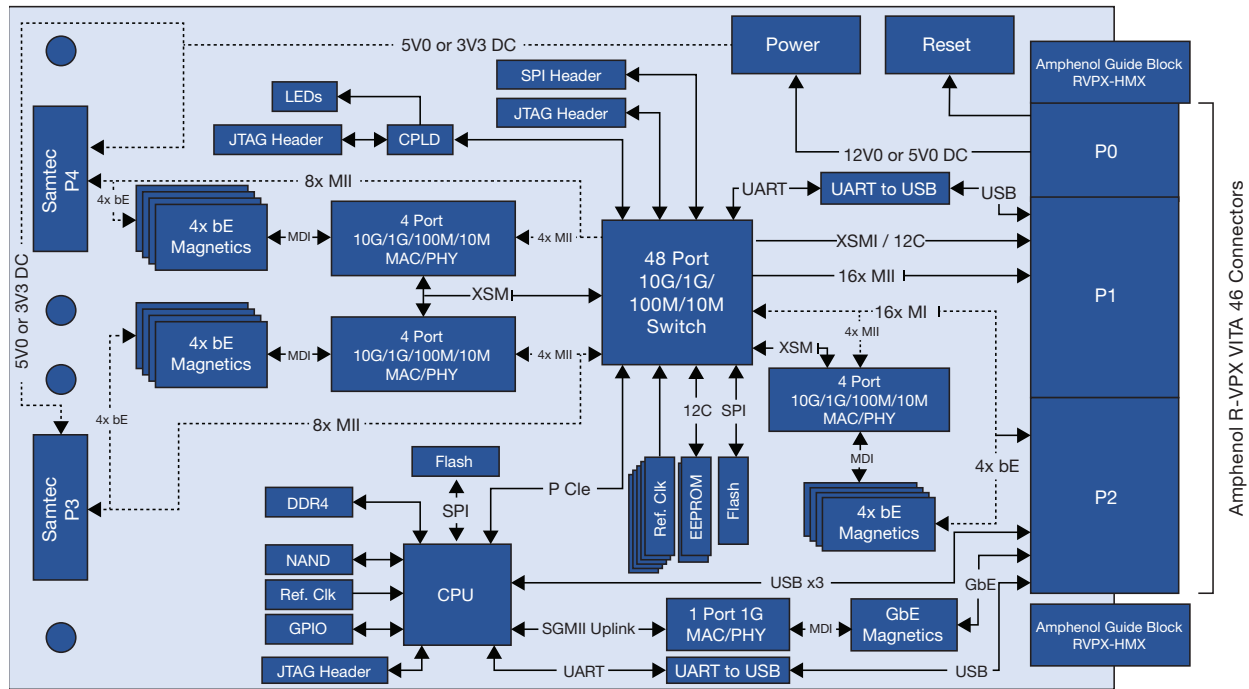 5V0 or 3V3 DC
Power
Reset
Amphenol Guide Block
RVPX-HMX
SPI Header
LEDs
JTAG Header
JTAG Header
CPLD
12V0 or 5V0 DC
P0
Samtec
P4
8x MII
UART
UART to USB
USB
4x bE
4x bE
Magnetics
MDI
4 Port
10G/1G/100M/10M
MAC/PHY
4x MII
48 Port
10G/1G/
100M/10M
Switch
XSMI / 12C
16x MII
P1
XSM
5V0 or 3V3 DC
4x bE
Magnetics
MDI
4 Port
10G/1G/100M/10M
MAC/PHY
4x MII
16x MI
4x MII
XSM
4 Port
10G/1G/100M/10M
MAC/PHY
4x bE
8x MII
12C
SPI
MDI
4x bE
Samtec
P3
Flash
SPI
P Cle
Ref. Clk
EEPROM
Flash
4x bE
Magnetics
P2
DDR4
NAND
Ref. Clk
GPIO
JTAG Header
CPU
USB x3
GbE
SGMII Uplink
1 Port 1G
MAC/PHY
MDI
GbE
Magnetics
UART
UART to USB
USB
Amphenol Guide Block
RVPX-HMX
Amphenol R-VPX VITA 46 Connectors